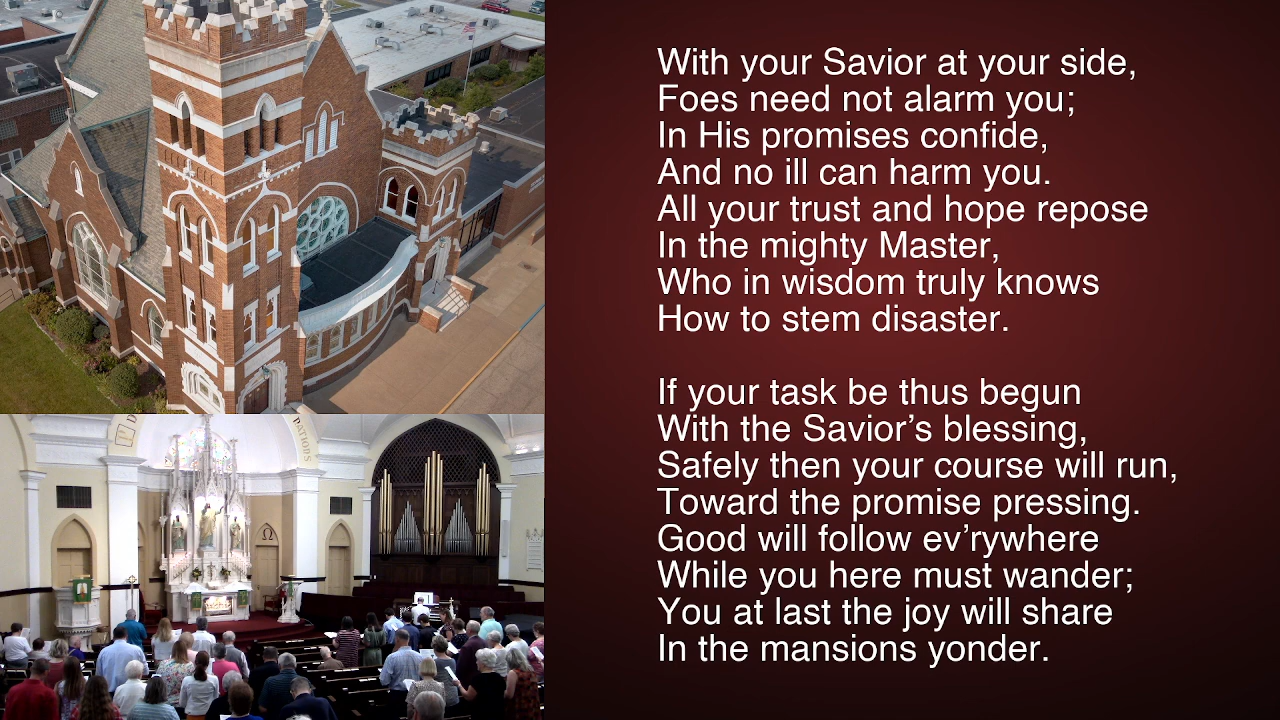 With your Savior at your side,
Foes need not alarm you;
In His promises confide,
And no ill can harm you.
All your trust and hope repose
In the mighty Master,
Who in wisdom truly knows
How to stem disaster.
If your task be thus begun
With the Savior’s blessing,
Safely then your course will run,
Toward the promise pressing.
Good will follow ev’rywhere
While you here must wander;
You at last the joy will share
In the mansions yonder.
Ω